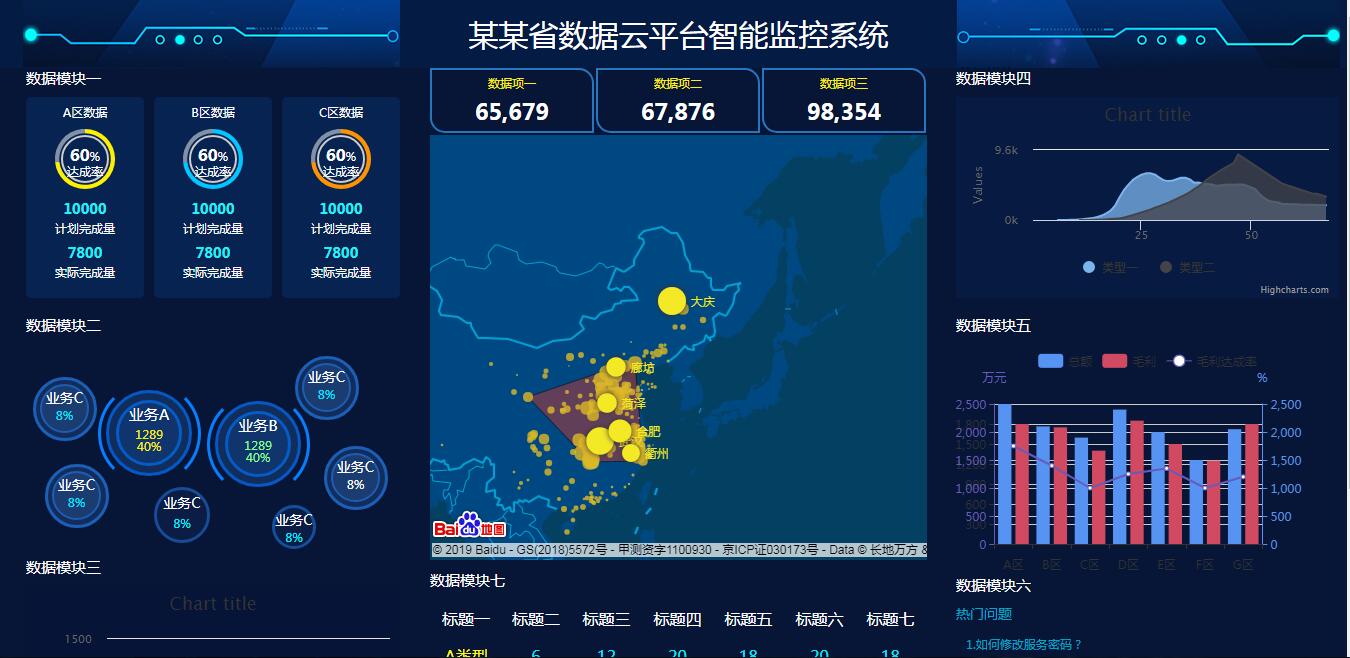 某某省数据云平台智能监控系统
数据模块一
A区数据
60%
达成率
10000
计划完成量
7800
实际完成量
B区数据
60%
达成率
10000
计划完成量
7800
实际完成量
C区数据
60%
达成率
10000
计划完成量
7800
实际完成量
数据模块二
业务C
8%
业务A
1289
40%
业务B
1289
40%
业务C
8%
业务C
8%
业务C
8%
业务C
8%
业务C
8%
数据模块三
Chart title
1500
数据项一
65,679
数据项二
67,876
数据项三
98,354
大庆
廊坊
菏泽
合肥
衢州
Bai du 地图
© 2019 Baidu - GS(2018)5572号 - 甲测资字1100930 - 京ICP证030173号 - Data © 长地万方 &
数据模块七
标题一 标题二 标题三 标题四 标题五 标题六 标题七
A类型 6 12 20 18 20 18
数据模块四
Chart title
Values
9.6k
0k
25 50
类型一 类型二
Highcharts.com
数据模块五
总额 毛利 毛利达成率
万元 %
2,500 2,500
2,000 2,000
1,500 1,500
1,000 1,000
500 500
0 0
A区 B区 C区 D区 E区 F区 G区
数据模块六
热门问题
1.如何修改服务密码？